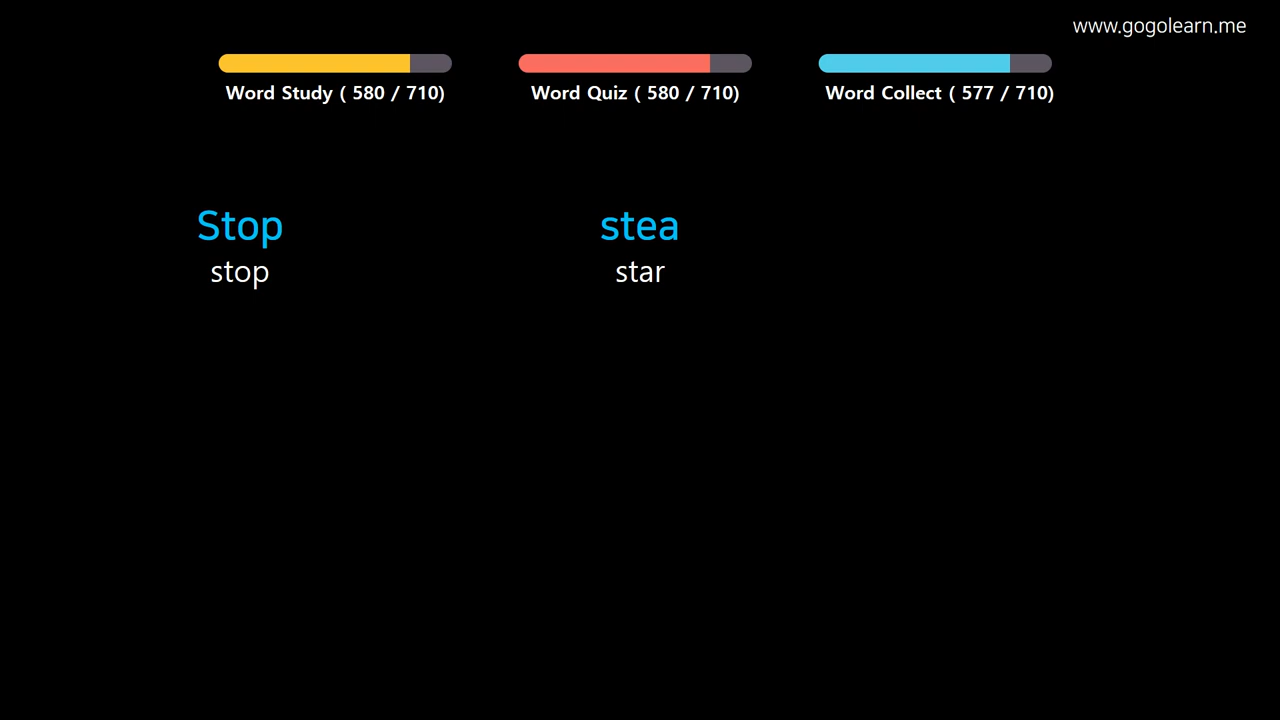 www.gogolearn.me
Word Study ( 580 / 710)
Word Quiz ( 580 / 710)
Word Collect ( 577 / 710)
Stop
stop
stea
star